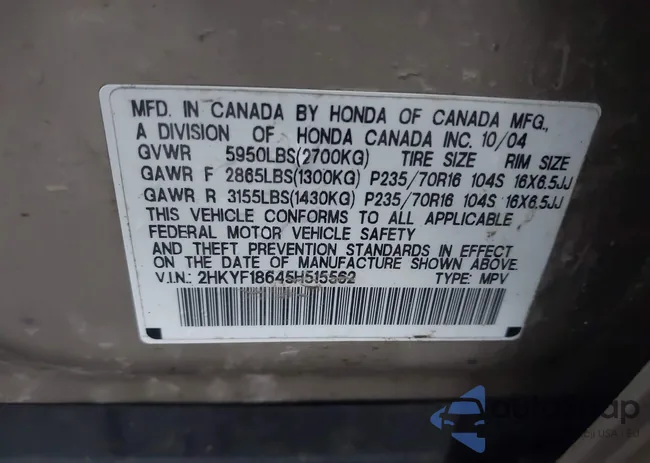 MFD. IN CANADA BY HONDA OF CANADA MFG.,
A DIVISION OF HONDA CANADA INC. 10/04
GVWR 5950LBS(2700KG) TIRE SIZE RIM SIZE
GAWR F 2865LBS(1300KG) P235/70R16 104S 16X6.5JJ
GAWR R 3155LBS(1430KG) P235/70R16 104S 16X6.5JJ
THIS VEHICLE CONFORMS TO ALL APPLICABLE
FEDERAL MOTOR VEHICLE SAFETY
AND THEFT PREVENTION STANDARDS IN EFFECT
ON THE DATE OF MANUFACTURE SHOWN ABOVE.
V.I.N.: 2HKYF18645H515562 TYPE: MPV